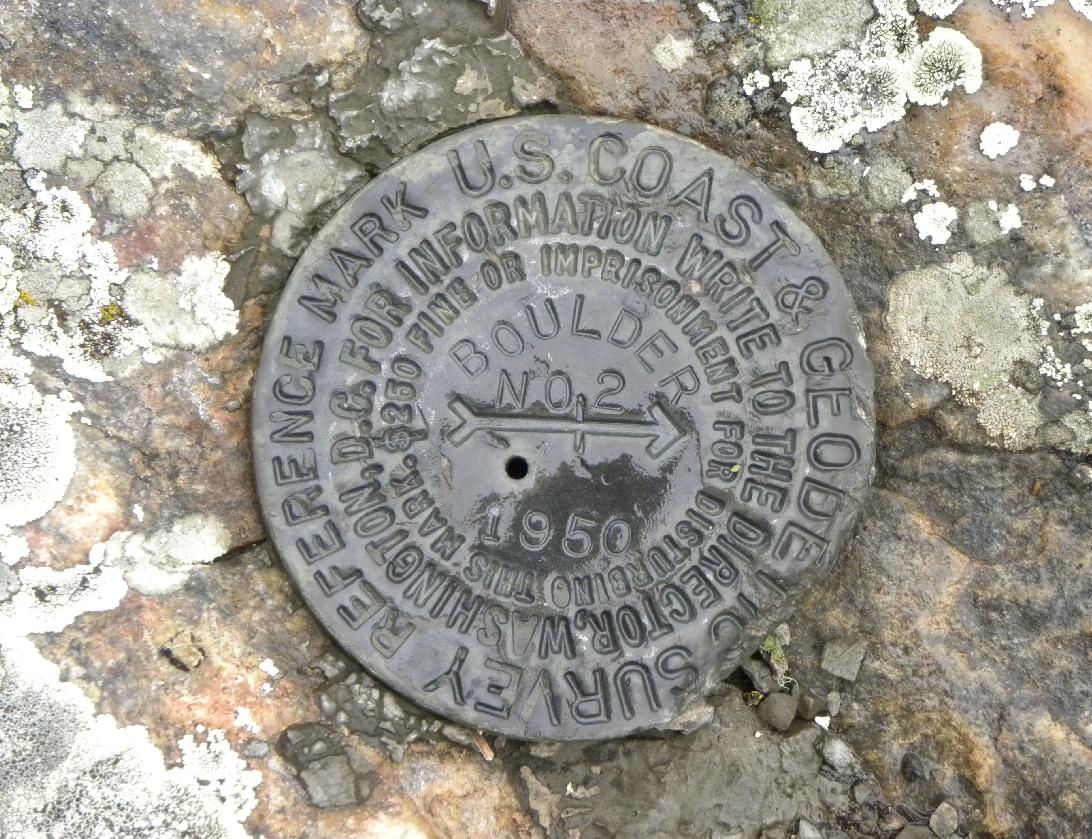 U.S. COAST & GEODETIC SURVEY REFERENCE MARK
FOR INFORMATION WRITE TO THE DIRECTOR, WASHINGTON, D.C.
$250 FINE OR IMPRISONMENT FOR DISTURBING THIS MARK.
BOULDER
NO. 2
1950